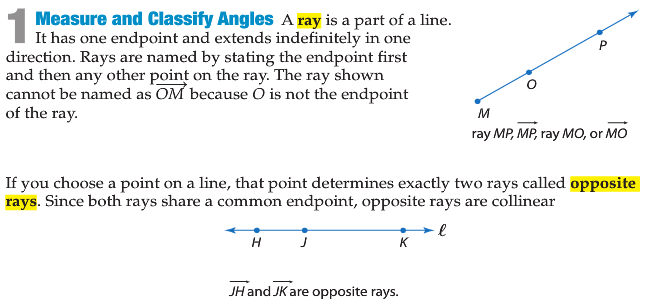 1 Measure and Classify Angles A ray is a part of a line.
It has one endpoint and extends indefinitely in one
direction. Rays are named by stating the endpoint first
and then any other point on the ray. The ray shown
cannot be named as OM because O is not the endpoint
of the ray.
P
O
M
ray MP, MP, ray MO, or MO
If you choose a point on a line, that point determines exactly two rays called opposite
rays. Since both rays share a common endpoint, opposite rays are collinear
H J K ℓ
JH and JK are opposite rays.